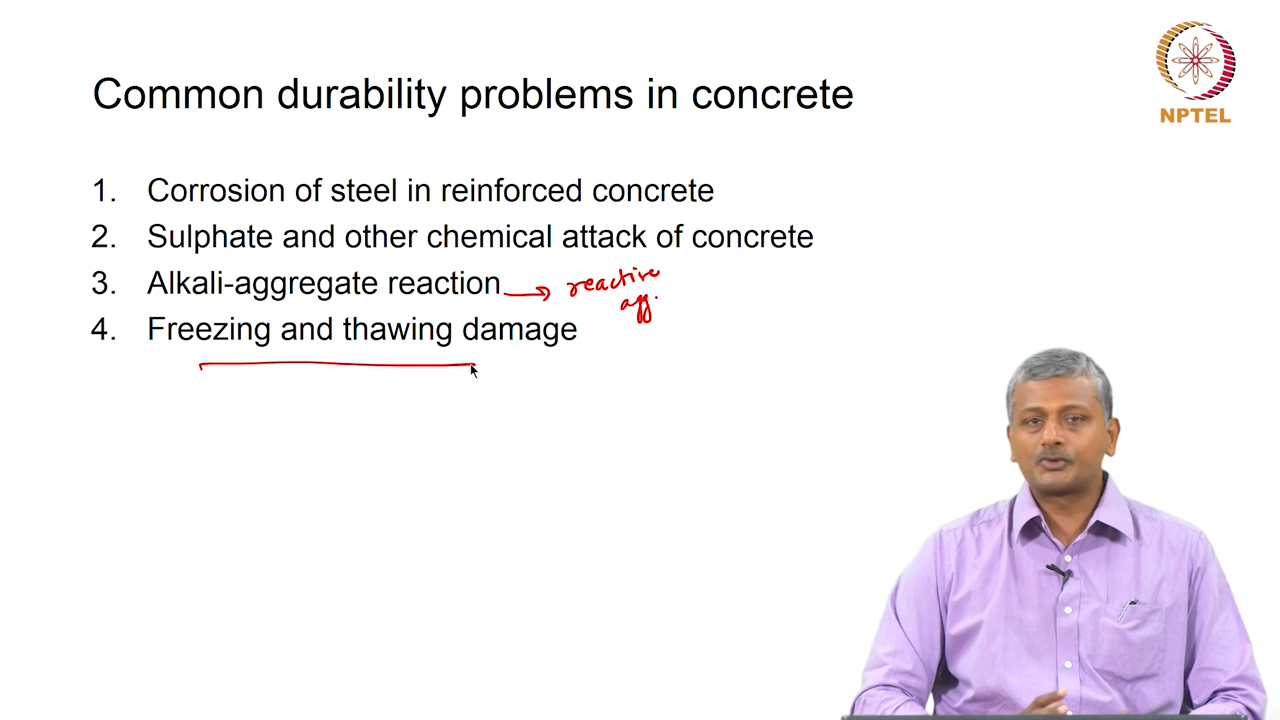 Common durability problems in concrete
NPTEL
1. Corrosion of steel in reinforced concrete
2. Sulphate and other chemical attack of concrete
3. Alkali-aggregate reaction → reactive
agg.
4. Freezing and thawing damage